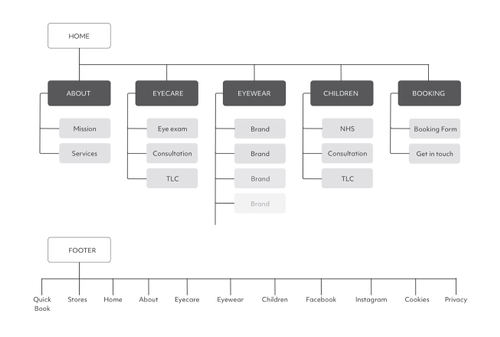 HOME
ABOUT EYECARE EYEWEAR CHILDREN BOOKING
Mission Eye exam Brand NHS Booking Form
Services Consultation Brand Consultation Get in touch
TLC Brand TLC
Brand
FOOTER
Quick Stores Home About Eyecare Eyewear Children Facebook Instagram Cookies Privacy
Book